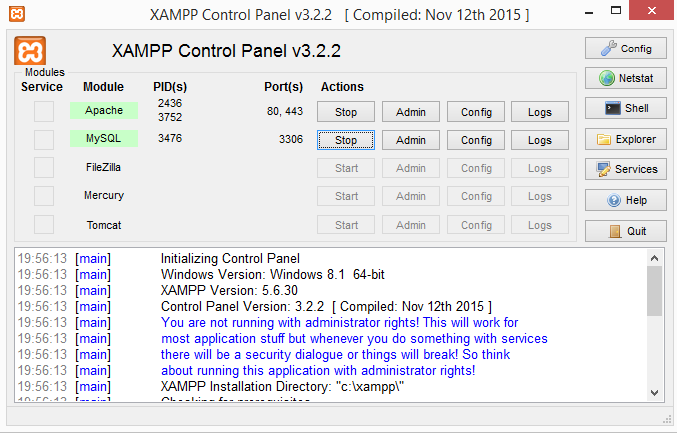 XAMPP Control Panel v3.2.2 [ Compiled: Nov 12th 2015 ]
XAMPP Control Panel v3.2.2
Config
Modules
Service Module PID(s) Port(s) Actions
Netstat
Apache 2436 3752 80, 443 Stop Admin Config Logs
Shell
MySQL 3476 3306 Stop Admin Config Logs
Explorer
FileZilla Start Admin Config Logs
Services
Mercury Start Admin Config Logs
Help
Tomcat Start Admin Config Logs
Quit
19:56:13 [main] Initializing Control Panel
19:56:13 [main] Windows Version: Windows 8.1 64-bit
19:56:13 [main] XAMPP Version: 5.6.30
19:56:13 [main] Control Panel Version: 3.2.2 [ Compiled: Nov 12th 2015 ]
19:56:13 [main] You are not running with administrator rights! This will work for
19:56:13 [main] most application stuff but whenever you do something with services
19:56:13 [main] there will be a security dialogue or things will break! So think
19:56:13 [main] about running this application with administrator rights!
19:56:13 [main] XAMPP Installation Directory: "c:\xampp\"
19:56:13 [main] Checking for prerequisites